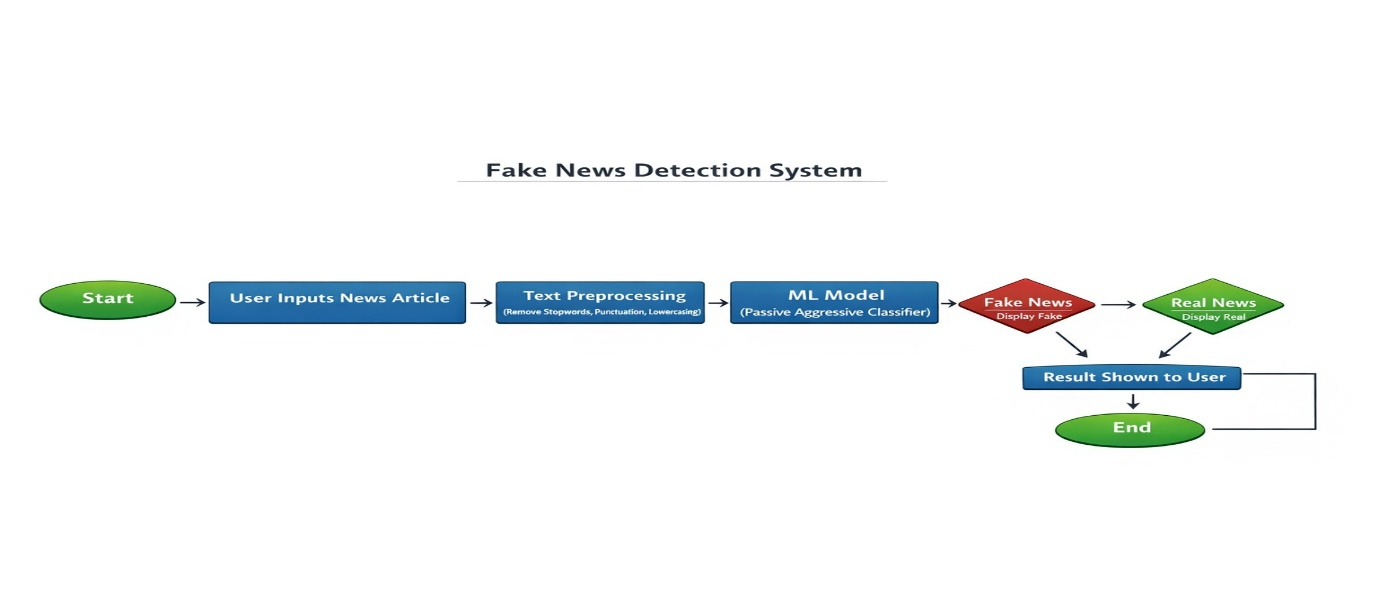 Fake News Detection System
Start
User Inputs News Article
Text Preprocessing
(Remove Stopwords, Punctuation, Lowercasing)
ML Model
(Passive Aggressive Classifier)
Fake News
Display Fake
Real News
Display Real
Result Shown to User
End